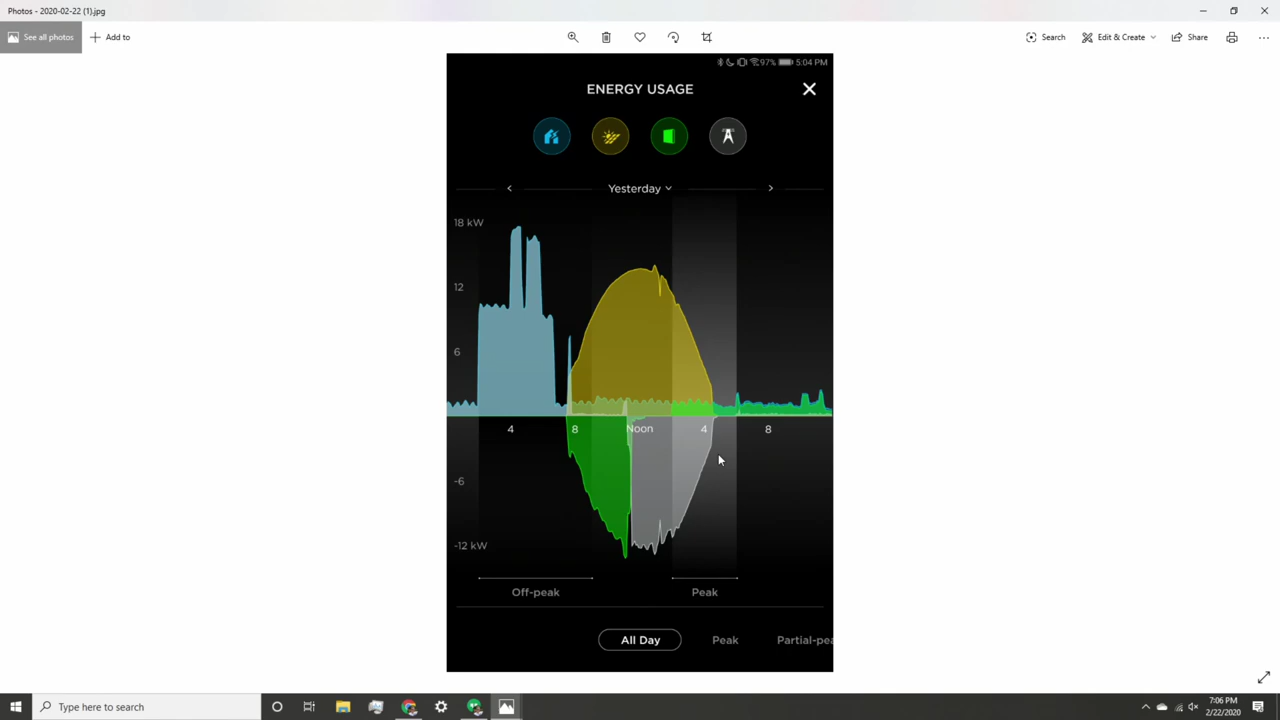 Photos - 2020-02-22 (1).jpg
See all photos
Add to
Search
Edit & Create
Share
97% 5:04 PM
ENERGY USAGE
Yesterday
18 kW
12
6
4 8 Noon 4 8
-6
-12 kW
Off-peak Peak
All Day Peak Partial-pea
Type here to search
7:06 PM
2/22/2020